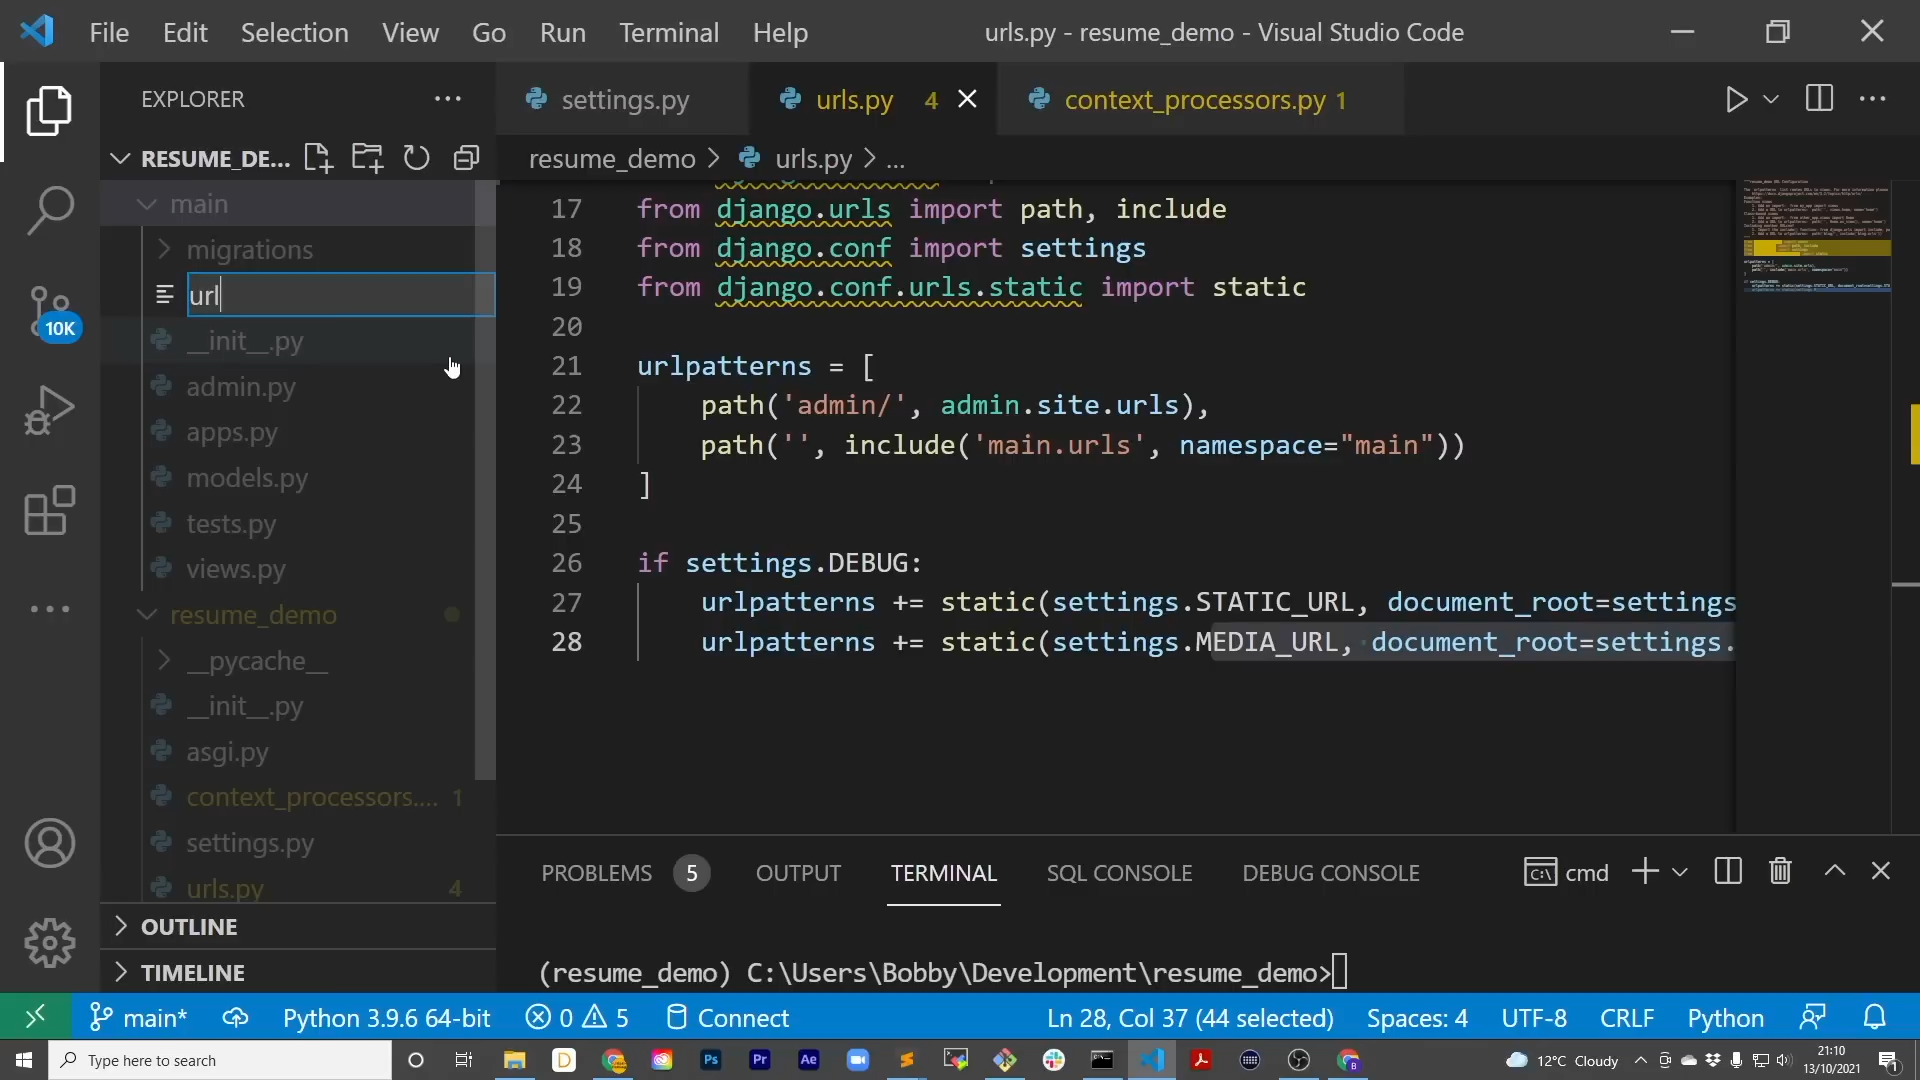 File Edit Selection View Go Run Terminal Help
urls.py - resume_demo - Visual Studio Code
EXPLORER
RESUME_DE...
main
migrations
url
__init__.py
admin.py
apps.py
models.py
tests.py
views.py
resume_demo
__pycache__
__init__.py
asgi.py
context_processors.... 1
settings.py
urls.py 4
OUTLINE
TIMELINE
10K
settings.py urls.py 4 context_processors.py 1
resume_demo > urls.py > ...
17 from django.urls import path, include
18 from django.conf import settings
19 from django.conf.urls.static import static
20
21 urlpatterns = [
22 path('admin/', admin.site.urls),
23 path('', include('main.urls', namespace="main"))
24 ]
25
26 if settings.DEBUG:
27 urlpatterns += static(settings.STATIC_URL, document_root=settings
28 urlpatterns += static(settings.MEDIA_URL, document_root=settings.
PROBLEMS 5 OUTPUT TERMINAL SQL CONSOLE DEBUG CONSOLE cmd
(resume_demo) C:\Users\Bobby\Development\resume_demo>
main* Python 3.9.6 64-bit 0 5 Connect Ln 28, Col 37 (44 selected) Spaces: 4 UTF-8 CRLF Python
Type here to search
12°C Cloudy
21:10
13/10/2021